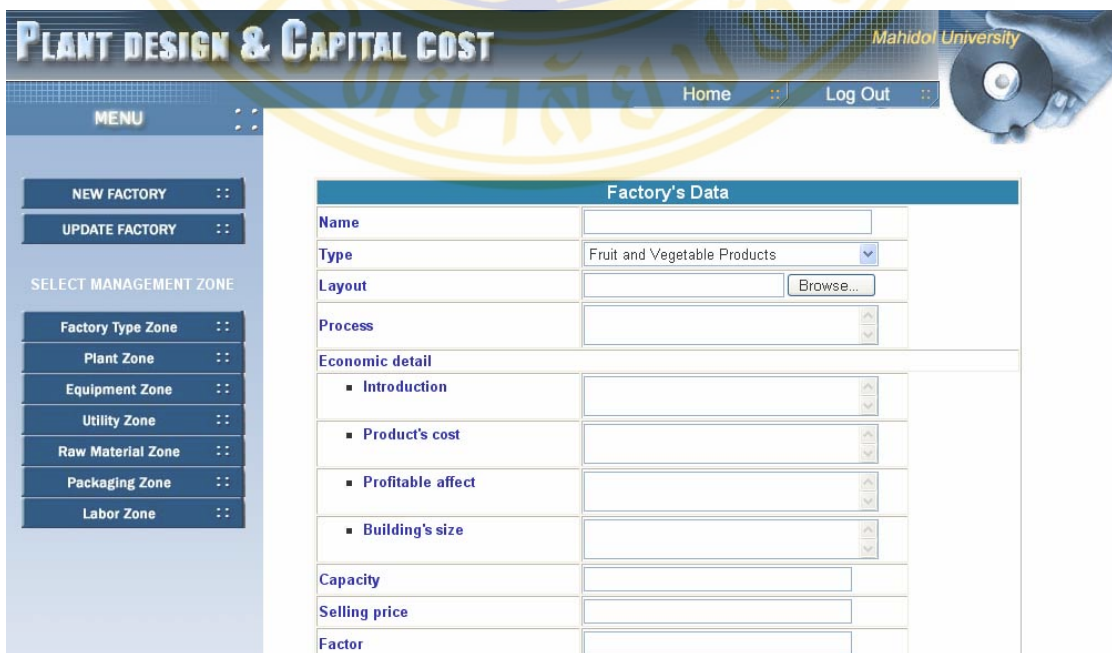 PLANT DESIGN & CAPITAL COST
Mahidol University
Home
Log Out
MENU
NEW FACTORY
UPDATE FACTORY
SELECT MANAGEMENT ZONE
Factory Type Zone
Plant Zone
Equipment Zone
Utility Zone
Raw Material Zone
Packaging Zone
Labor Zone
Factory's Data
Name
Type Fruit and Vegetable Products
Layout Browse...
Process
Economic detail
Introduction
Product's cost
Profitable affect
Building's size
Capacity
Selling price
Factor